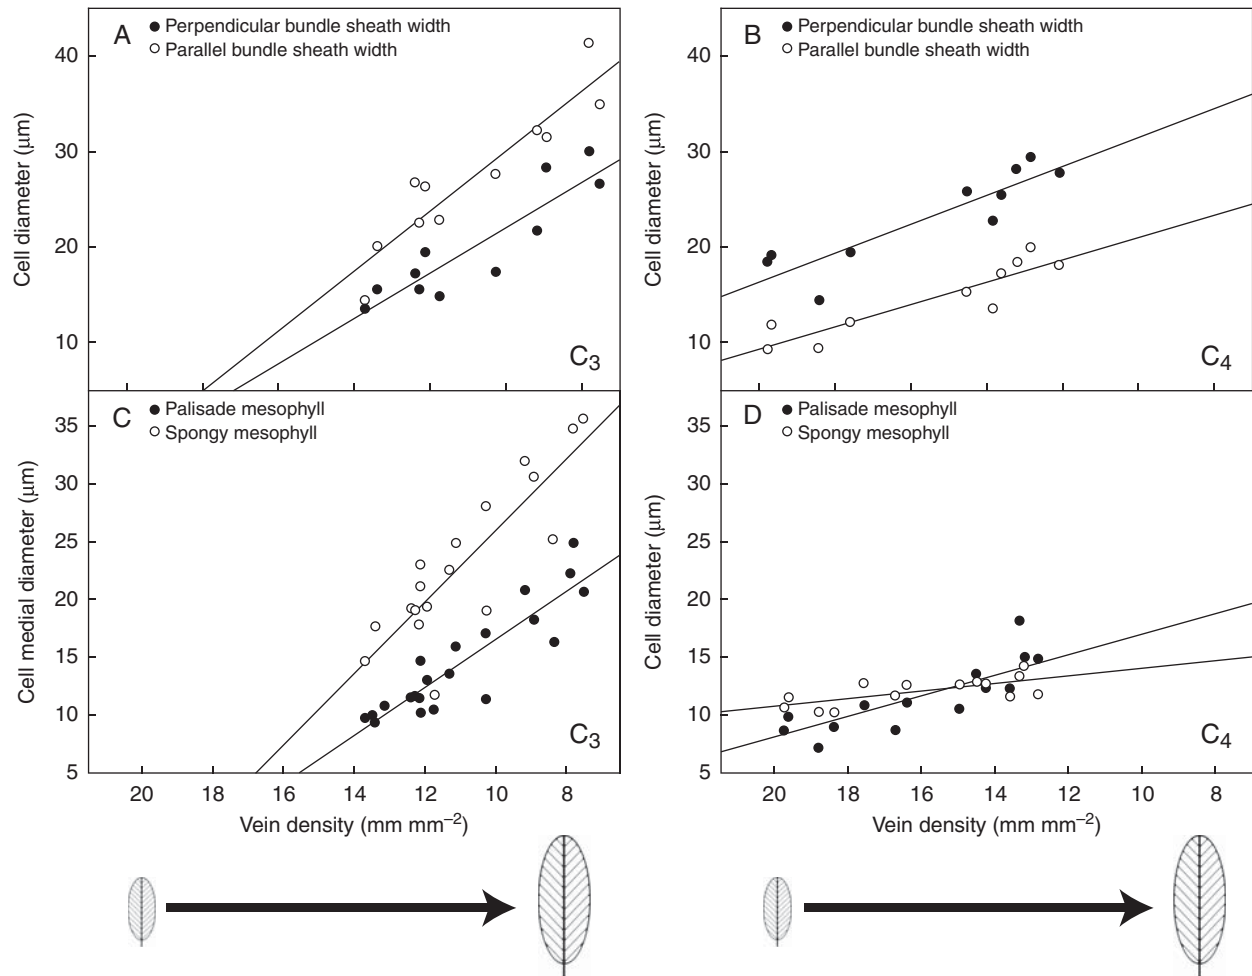 A
● Perpendicular bundle sheath width
○ Parallel bundle sheath width
40
30
20
10
Cell diameter (µm)
C3
B
● Perpendicular bundle sheath width
○ Parallel bundle sheath width
40
30
20
10
Cell diameter (µm)
C4
C
● Palisade mesophyll
○ Spongy mesophyll
35
30
25
20
15
10
5
Cell medial diameter (µm)
C3
20 18 16 14 12 10 8
Vein density (mm mm⁻²)
D
● Palisade mesophyll
○ Spongy mesophyll
35
30
25
20
15
10
5
Cell diameter (µm)
C4
20 18 16 14 12 10 8
Vein density (mm mm⁻²)